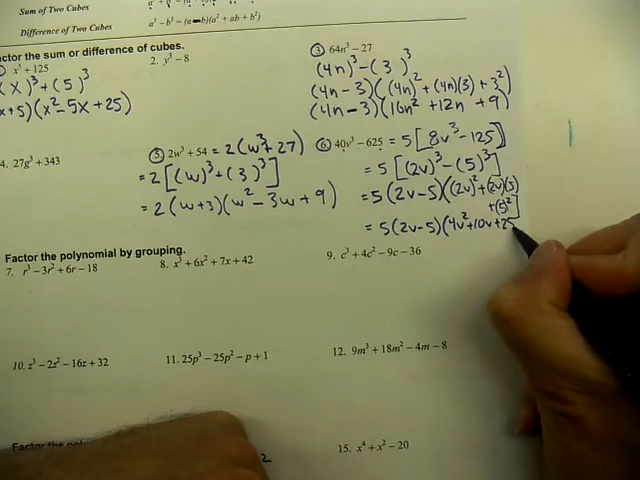 Sum of Two Cubes
Difference of Two Cubes
a³ − b³ = (a − b)(a² + ab + b²)
actor the sum or difference of cubes.
x³ + 125
(x)³ + (5)³
x+5)(x²-5x+25)
2. y³ − 8
3. 64n³ − 27
(4n)³ - (3)³
(4n-3)((4n)² + (4n)(3) + 3²)
(4n-3)(16n² + 12n + 9)
4. 27g³ + 343
5. 2w³ + 54 = 2(w³+27)
= 2[(w)³ + (3)³]
= 2(w+3)(w² - 3w + 9)
6. 40v³ − 625 = 5[8v³ - 125]
= 5[(2v)³ - (5)³]
= 5(2v-5)((2v)² + (2v)(5)
+(5)²]
= 5(2v-5)(4v²+10v+25
Factor the polynomial by grouping.
7. r³ − 3r² + 6r − 18
8. x³ + 6x² + 7x + 42
9. c³ + 4c² − 9c − 36
10. z³ − 2z² − 16z + 32
11. 25p³ − 25p² − p + 1
12. 9m³ + 18m² − 4m − 8
Factor the
2
15. x⁴ + x² − 20